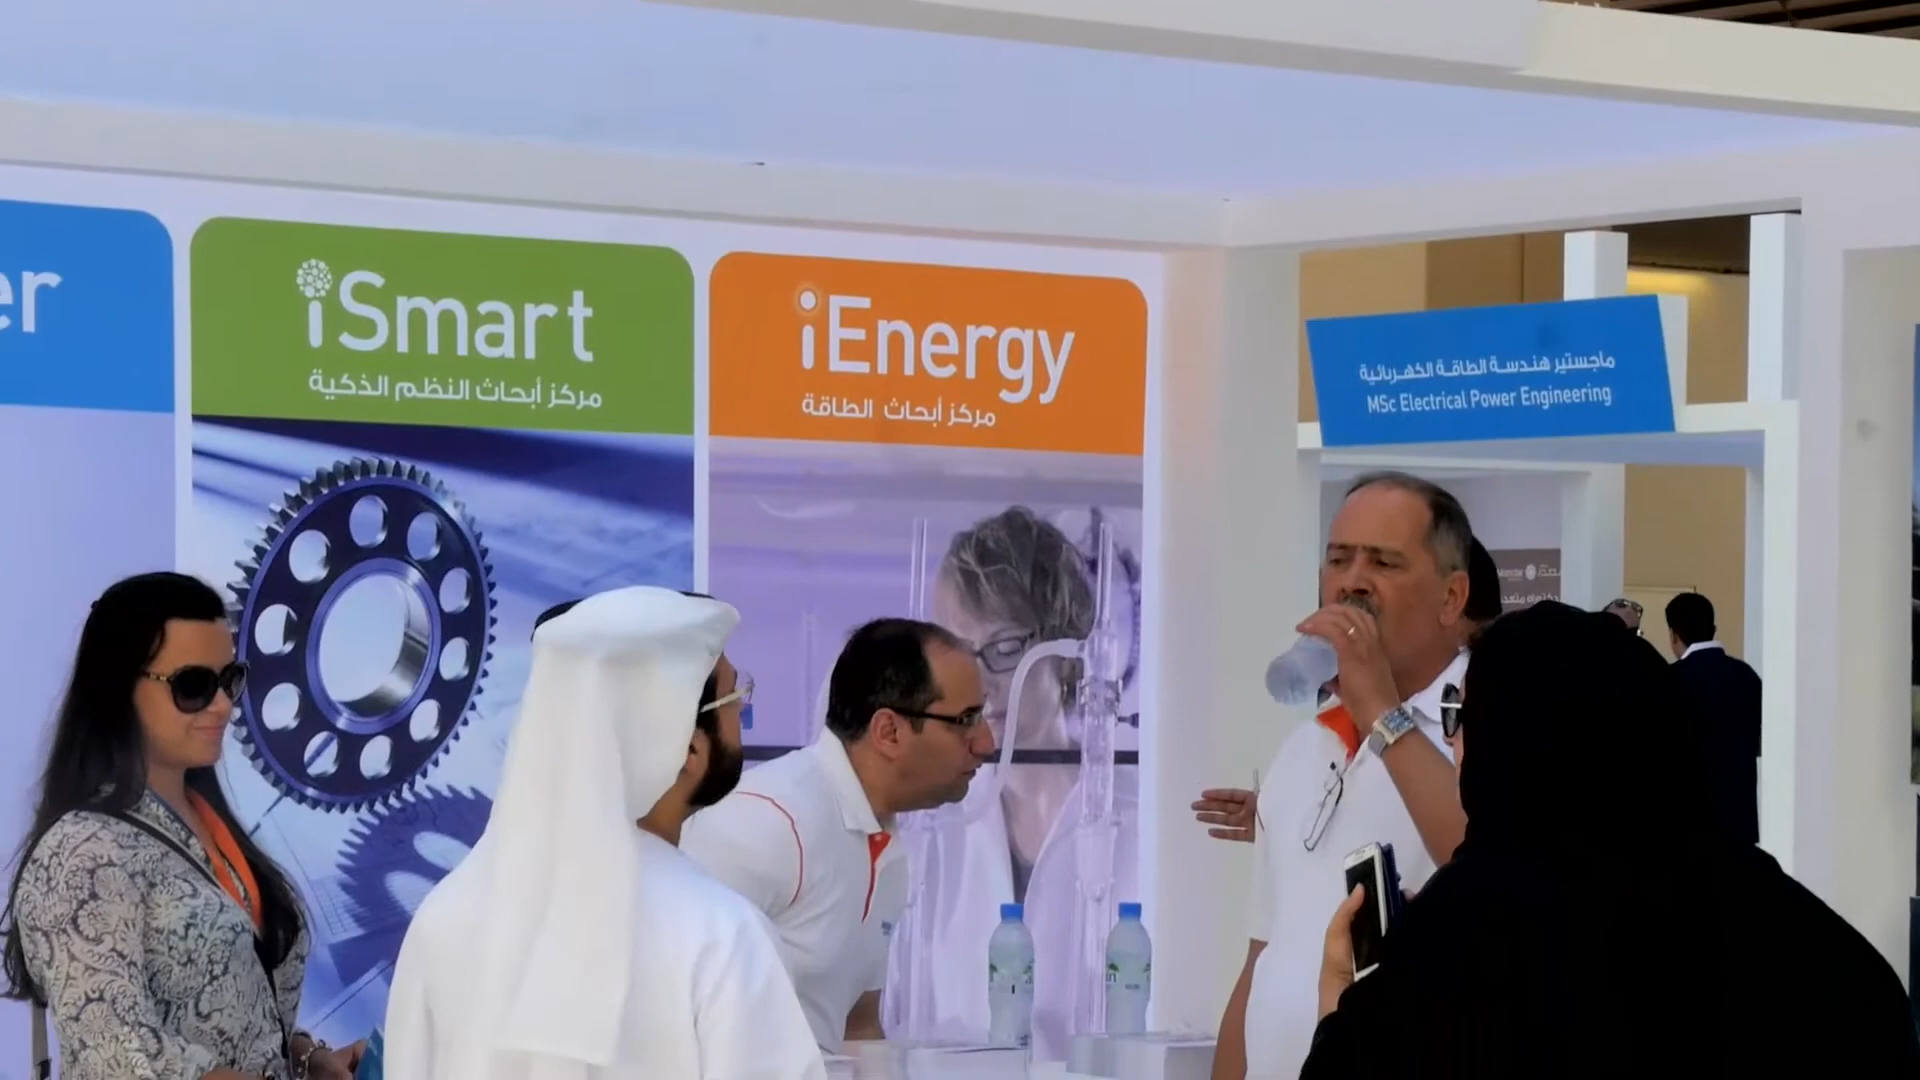 er
iSmart
مركز أبحاث النظم الذكية
iEnergy
مركز أبحاث الطاقة
ماجستير هندسة الطاقة الكهربائية
MSc Electrical Power Engineering